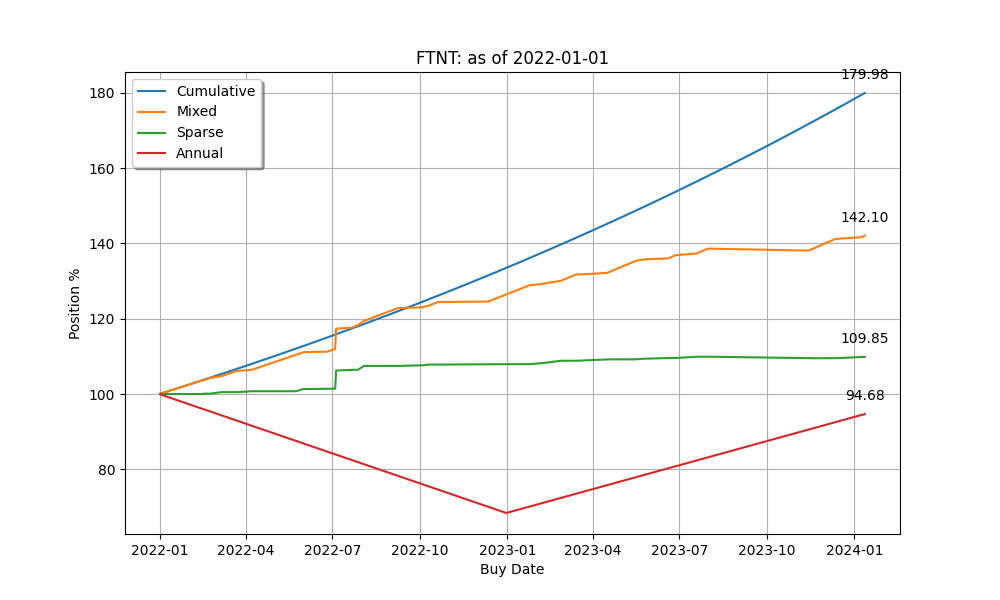 FTNT: as of 2022-01-01
Cumulative
Mixed
Sparse
Annual
179.98
142.10
109.85
94.68
180
160
140
120
100
80
Position %
2022-01 2022-04 2022-07 2022-10 2023-01 2023-04 2023-07 2023-10 2024-01
Buy Date